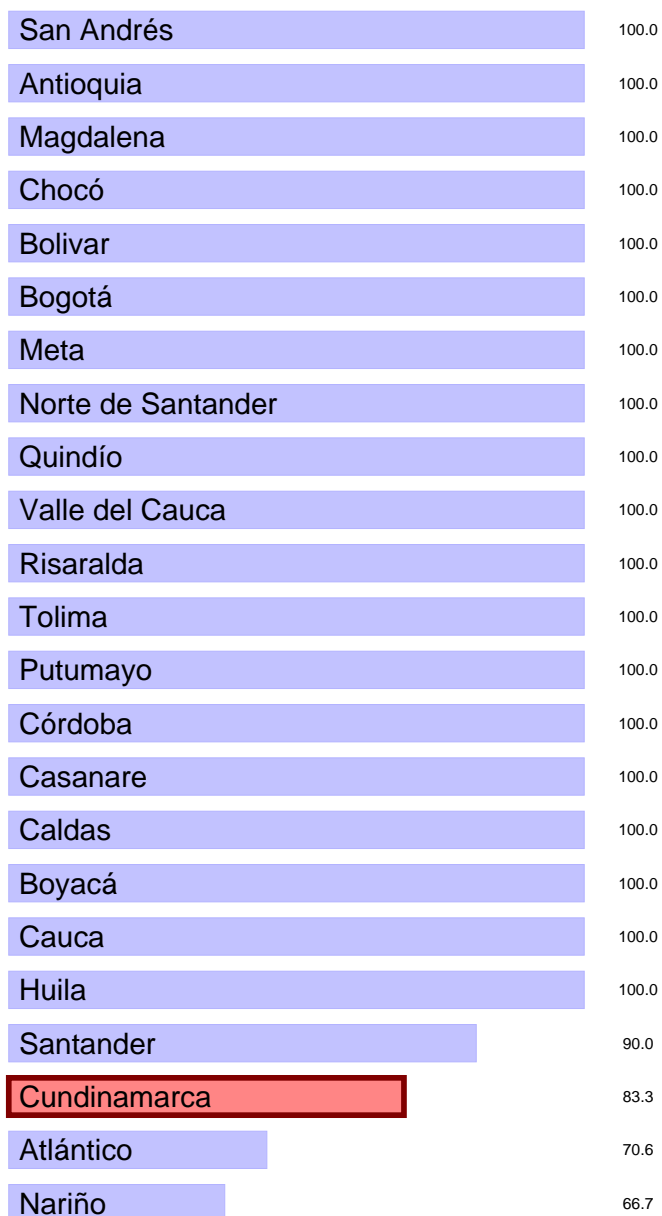 San Andrés 100.0
Antioquia 100.0
Magdalena 100.0
Chocó 100.0
Bolivar 100.0
Bogotá 100.0
Meta 100.0
Norte de Santander 100.0
Quindío 100.0
Valle del Cauca 100.0
Risaralda 100.0
Tolima 100.0
Putumayo 100.0
Córdoba 100.0
Casanare 100.0
Caldas 100.0
Boyacá 100.0
Cauca 100.0
Huila 100.0
Santander 90.0
Cundinamarca 83.3
Atlántico 70.6
Nariño 66.7